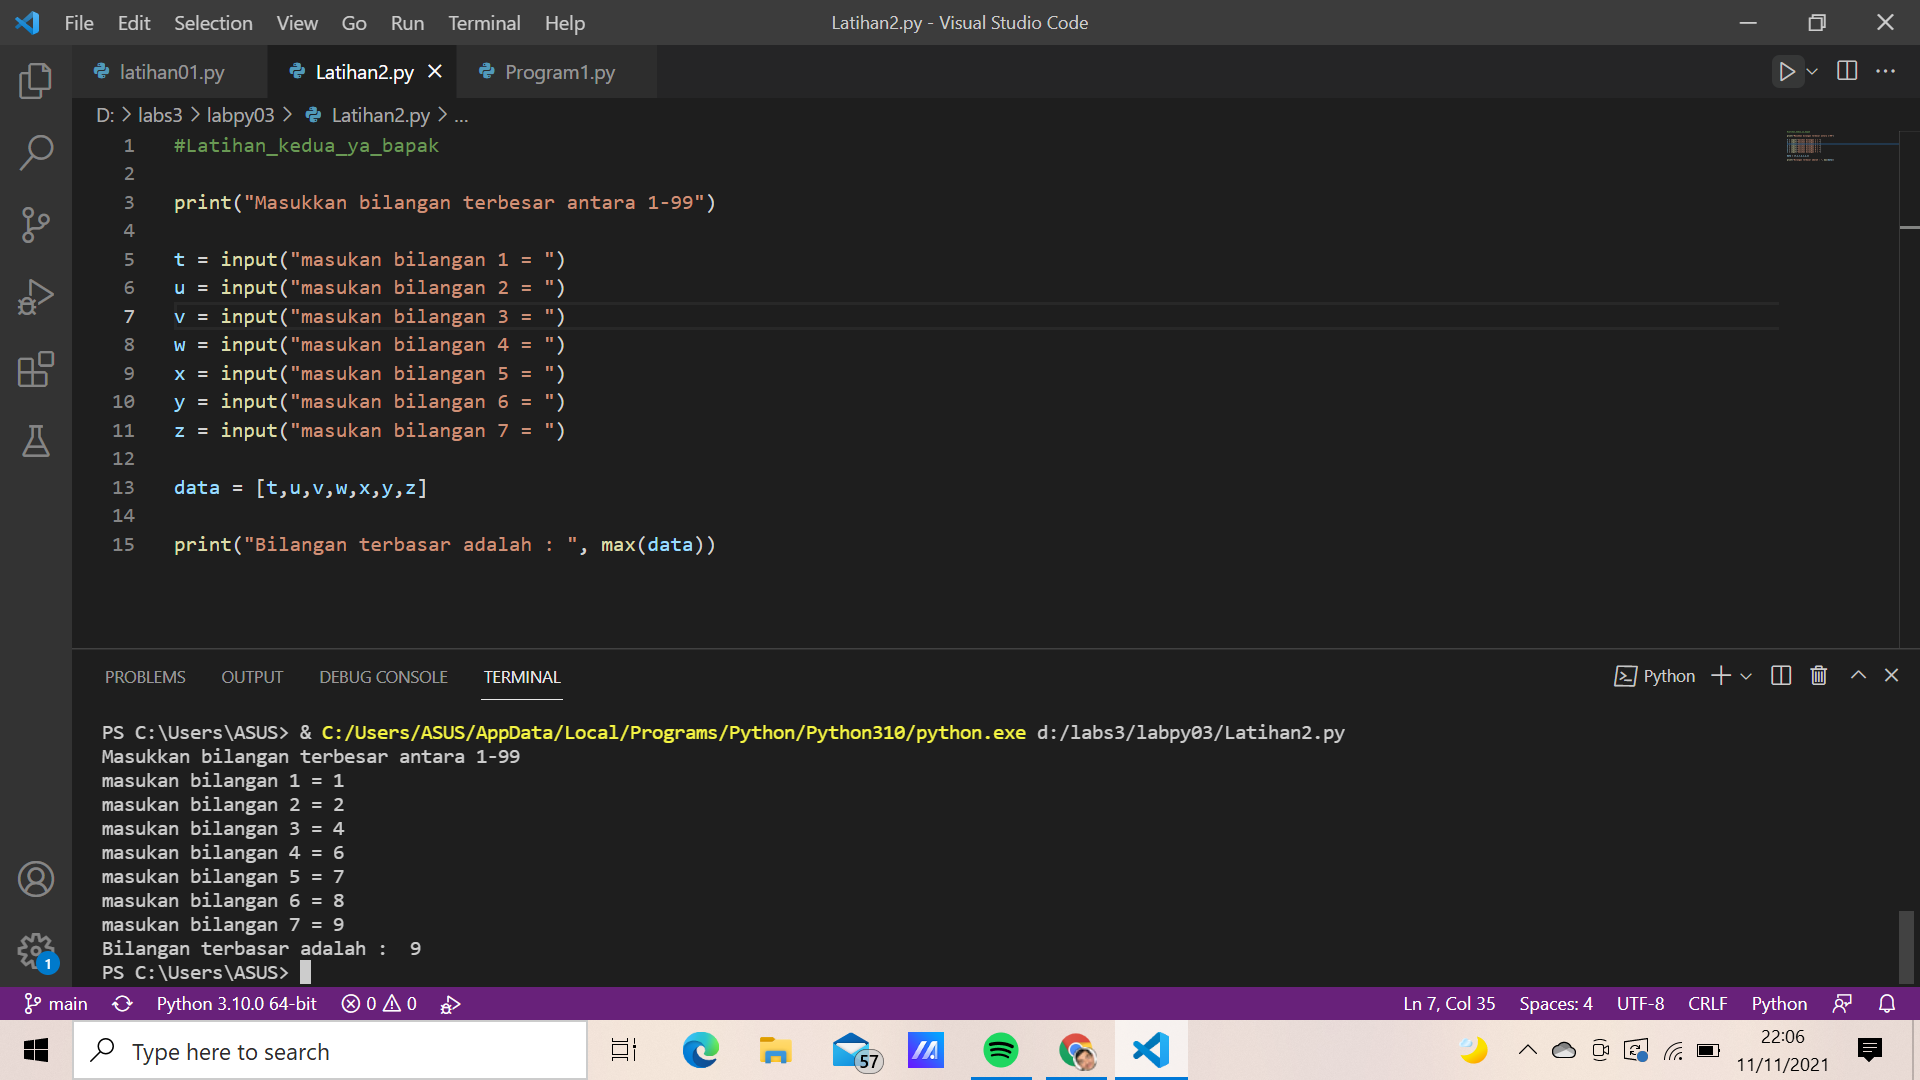 File Edit Selection View Go Run Terminal Help Latihan2.py - Visual Studio Code
latihan01.py Latihan2.py Program1.py
D: > labs3 > labpy03 > Latihan2.py > ...
1 #Latihan_kedua_ya_bapak
2
3 print("Masukkan bilangan terbesar antara 1-99")
4
5 t = input("masukan bilangan 1 = ")
6 u = input("masukan bilangan 2 = ")
7 v = input("masukan bilangan 3 = ")
8 w = input("masukan bilangan 4 = ")
9 x = input("masukan bilangan 5 = ")
10 y = input("masukan bilangan 6 = ")
11 z = input("masukan bilangan 7 = ")
12
13 data = [t,u,v,w,x,y,z]
14
15 print("Bilangan terbasar adalah : ", max(data))
PROBLEMS OUTPUT DEBUG CONSOLE TERMINAL Python
PS C:\Users\ASUS> & C:/Users/ASUS/AppData/Local/Programs/Python/Python310/python.exe d:/labs3/labpy03/Latihan2.py
Masukkan bilangan terbesar antara 1-99
masukan bilangan 1 = 1
masukan bilangan 2 = 2
masukan bilangan 3 = 4
masukan bilangan 4 = 6
masukan bilangan 5 = 7
masukan bilangan 6 = 8
masukan bilangan 7 = 9
Bilangan terbasar adalah :  9
PS C:\Users\ASUS>
1
main Python 3.10.0 64-bit 0 0 Ln 7, Col 35 Spaces: 4 UTF-8 CRLF Python
Type here to search 57 22:06
11/11/2021